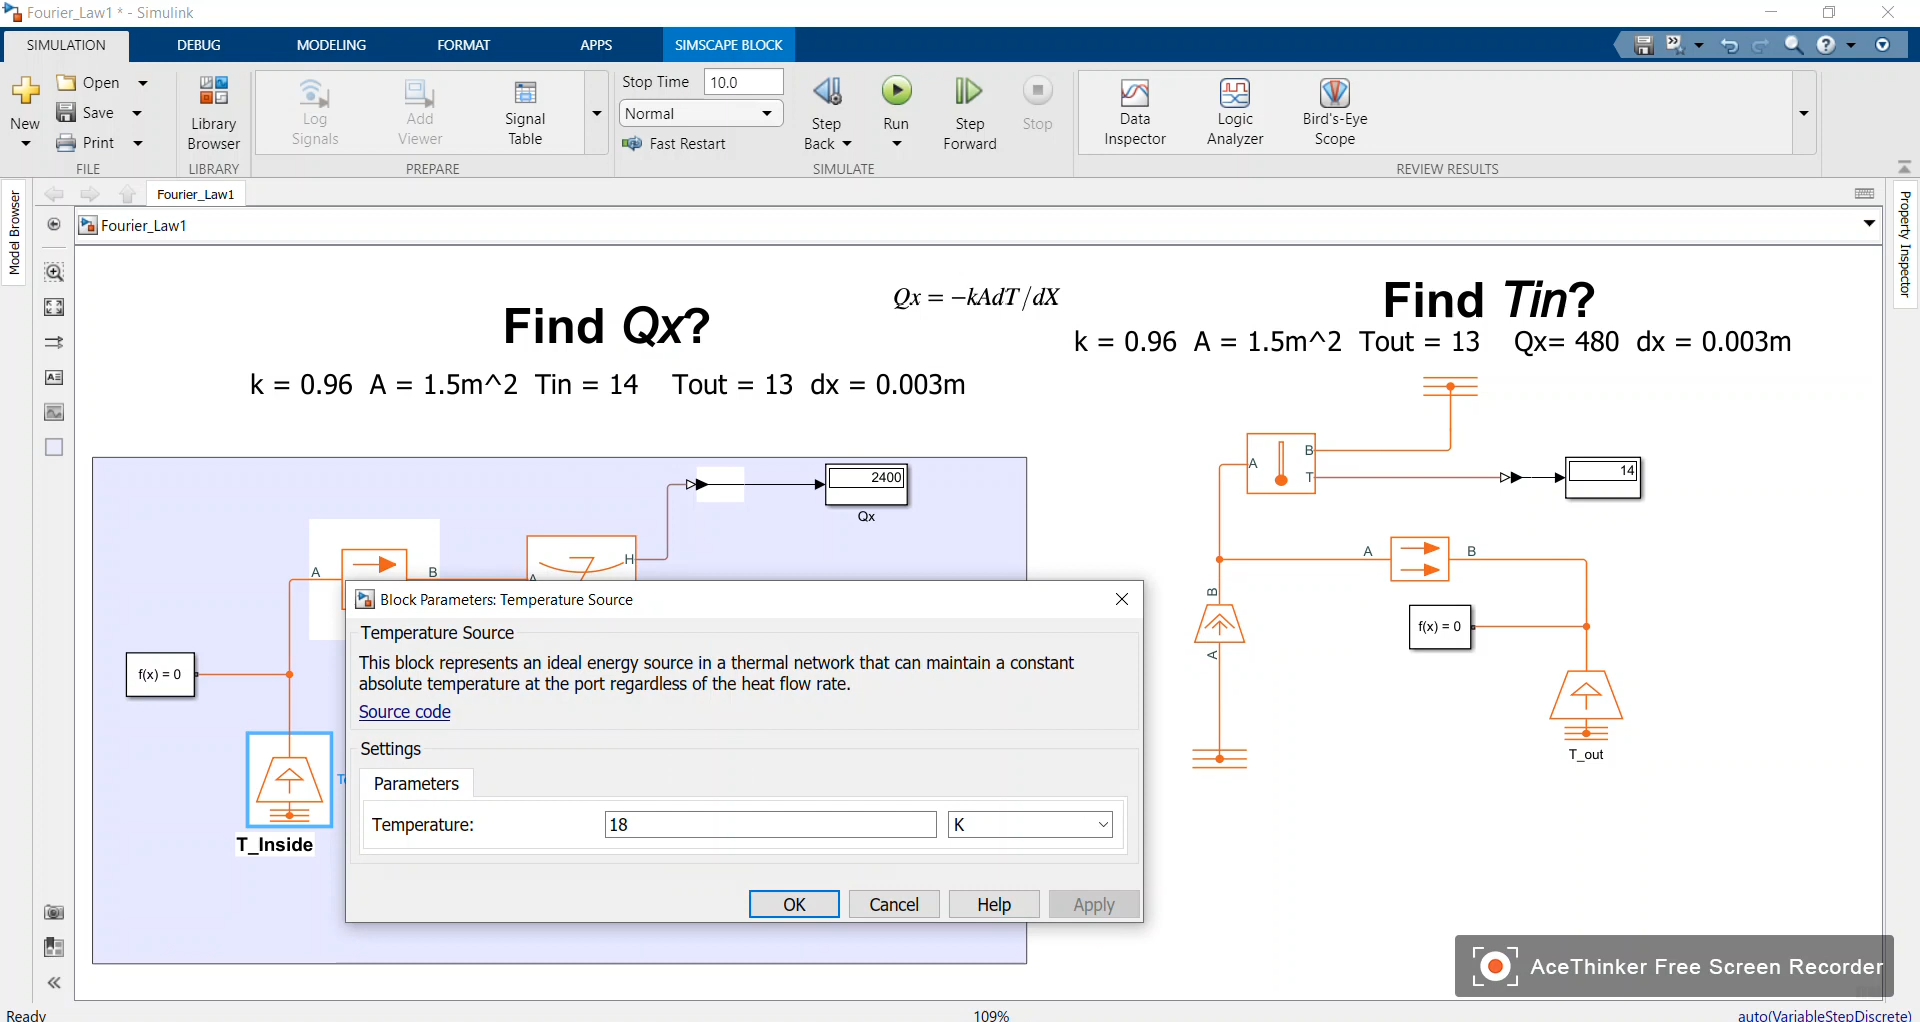 Fourier_Law1 * - Simulink
SIMULATION DEBUG MODELING FORMAT APPS SIMSCAPE BLOCK
New
Open
Save
Print
FILE
Library Browser
LIBRARY
Log Signals
Add Viewer
Signal Table
PREPARE
Stop Time 10.0
Normal
Fast Restart
Step Back
Run
Step Forward
Stop
SIMULATE
Data Inspector
Logic Analyzer
Bird's-Eye Scope
REVIEW RESULTS
Model Browser
Fourier_Law1
Property Inspector
Fourier_Law1
Find Qx?
Qx = −kAdT/dX
Find Tin?
k = 0.96 A = 1.5m^2 Tout = 13 Qx= 480 dx = 0.003m
k = 0.96 A = 1.5m^2 Tin = 14 Tout = 13 dx = 0.003m
2400
Qx
A
B
H
A
f(x) = 0
T_Inside
A
B
T
14
A
B
B
A
f(x) = 0
T_out
Block Parameters: Temperature Source
Temperature Source
This block represents an ideal energy source in a thermal network that can maintain a constant
absolute temperature at the port regardless of the heat flow rate.
Source code
Settings
Parameters
Temperature: 18 K
OK Cancel Help Apply
AceThinker Free Screen Recorder
Ready 109% auto(VariableStepDiscrete)